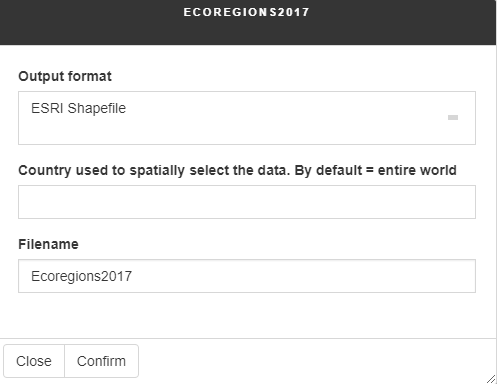 ECOREGIONS2017
Output format
ESRI Shapefile
Country used to spatially select the data. By default = entire world
Filename
Ecoregions2017
Close Confirm